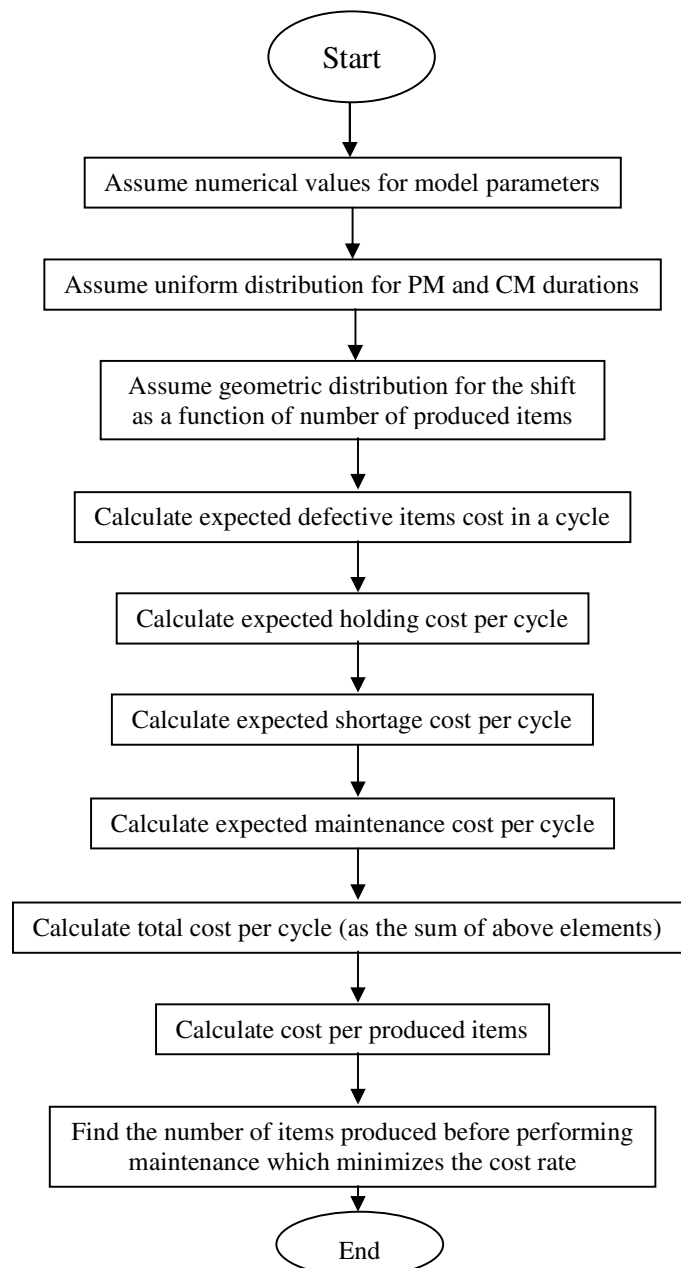 Start
Assume numerical values for model parameters
Assume uniform distribution for PM and CM durations
Assume geometric distribution for the shift
as a function of number of produced items
Calculate expected defective items cost in a cycle
Calculate expected holding cost per cycle
Calculate expected shortage cost per cycle
Calculate expected maintenance cost per cycle
Calculate total cost per cycle (as the sum of above elements)
Calculate cost per produced items
Find the number of items produced before performing
maintenance which minimizes the cost rate
End